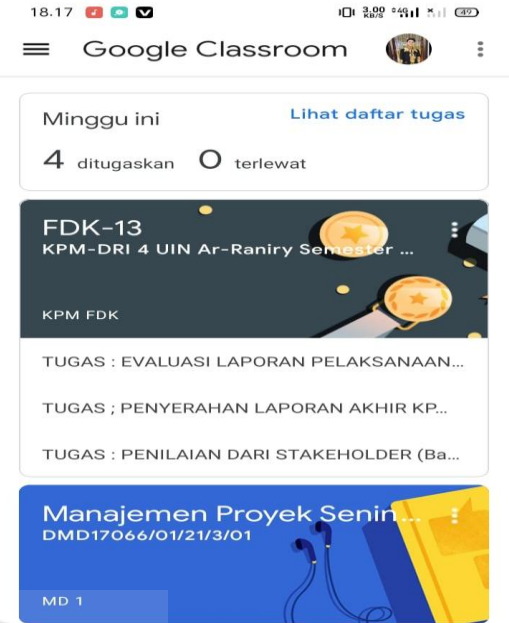 18.17
3.00 KB/S 4G 49
Google Classroom
Minggu ini
Lihat daftar tugas
4 ditugaskan 0 terlewat
FDK-13
KPM-DRI 4 UIN Ar-Raniry Semester ...
KPM FDK
TUGAS : EVALUASI LAPORAN PELAKSANAAN...
TUGAS ; PENYERAHAN LAPORAN AKHIR KP...
TUGAS : PENILAIAN DARI STAKEHOLDER (Ba...
Manajemen Proyek Senin...
DMD17066/01/21/3/01
MD 1